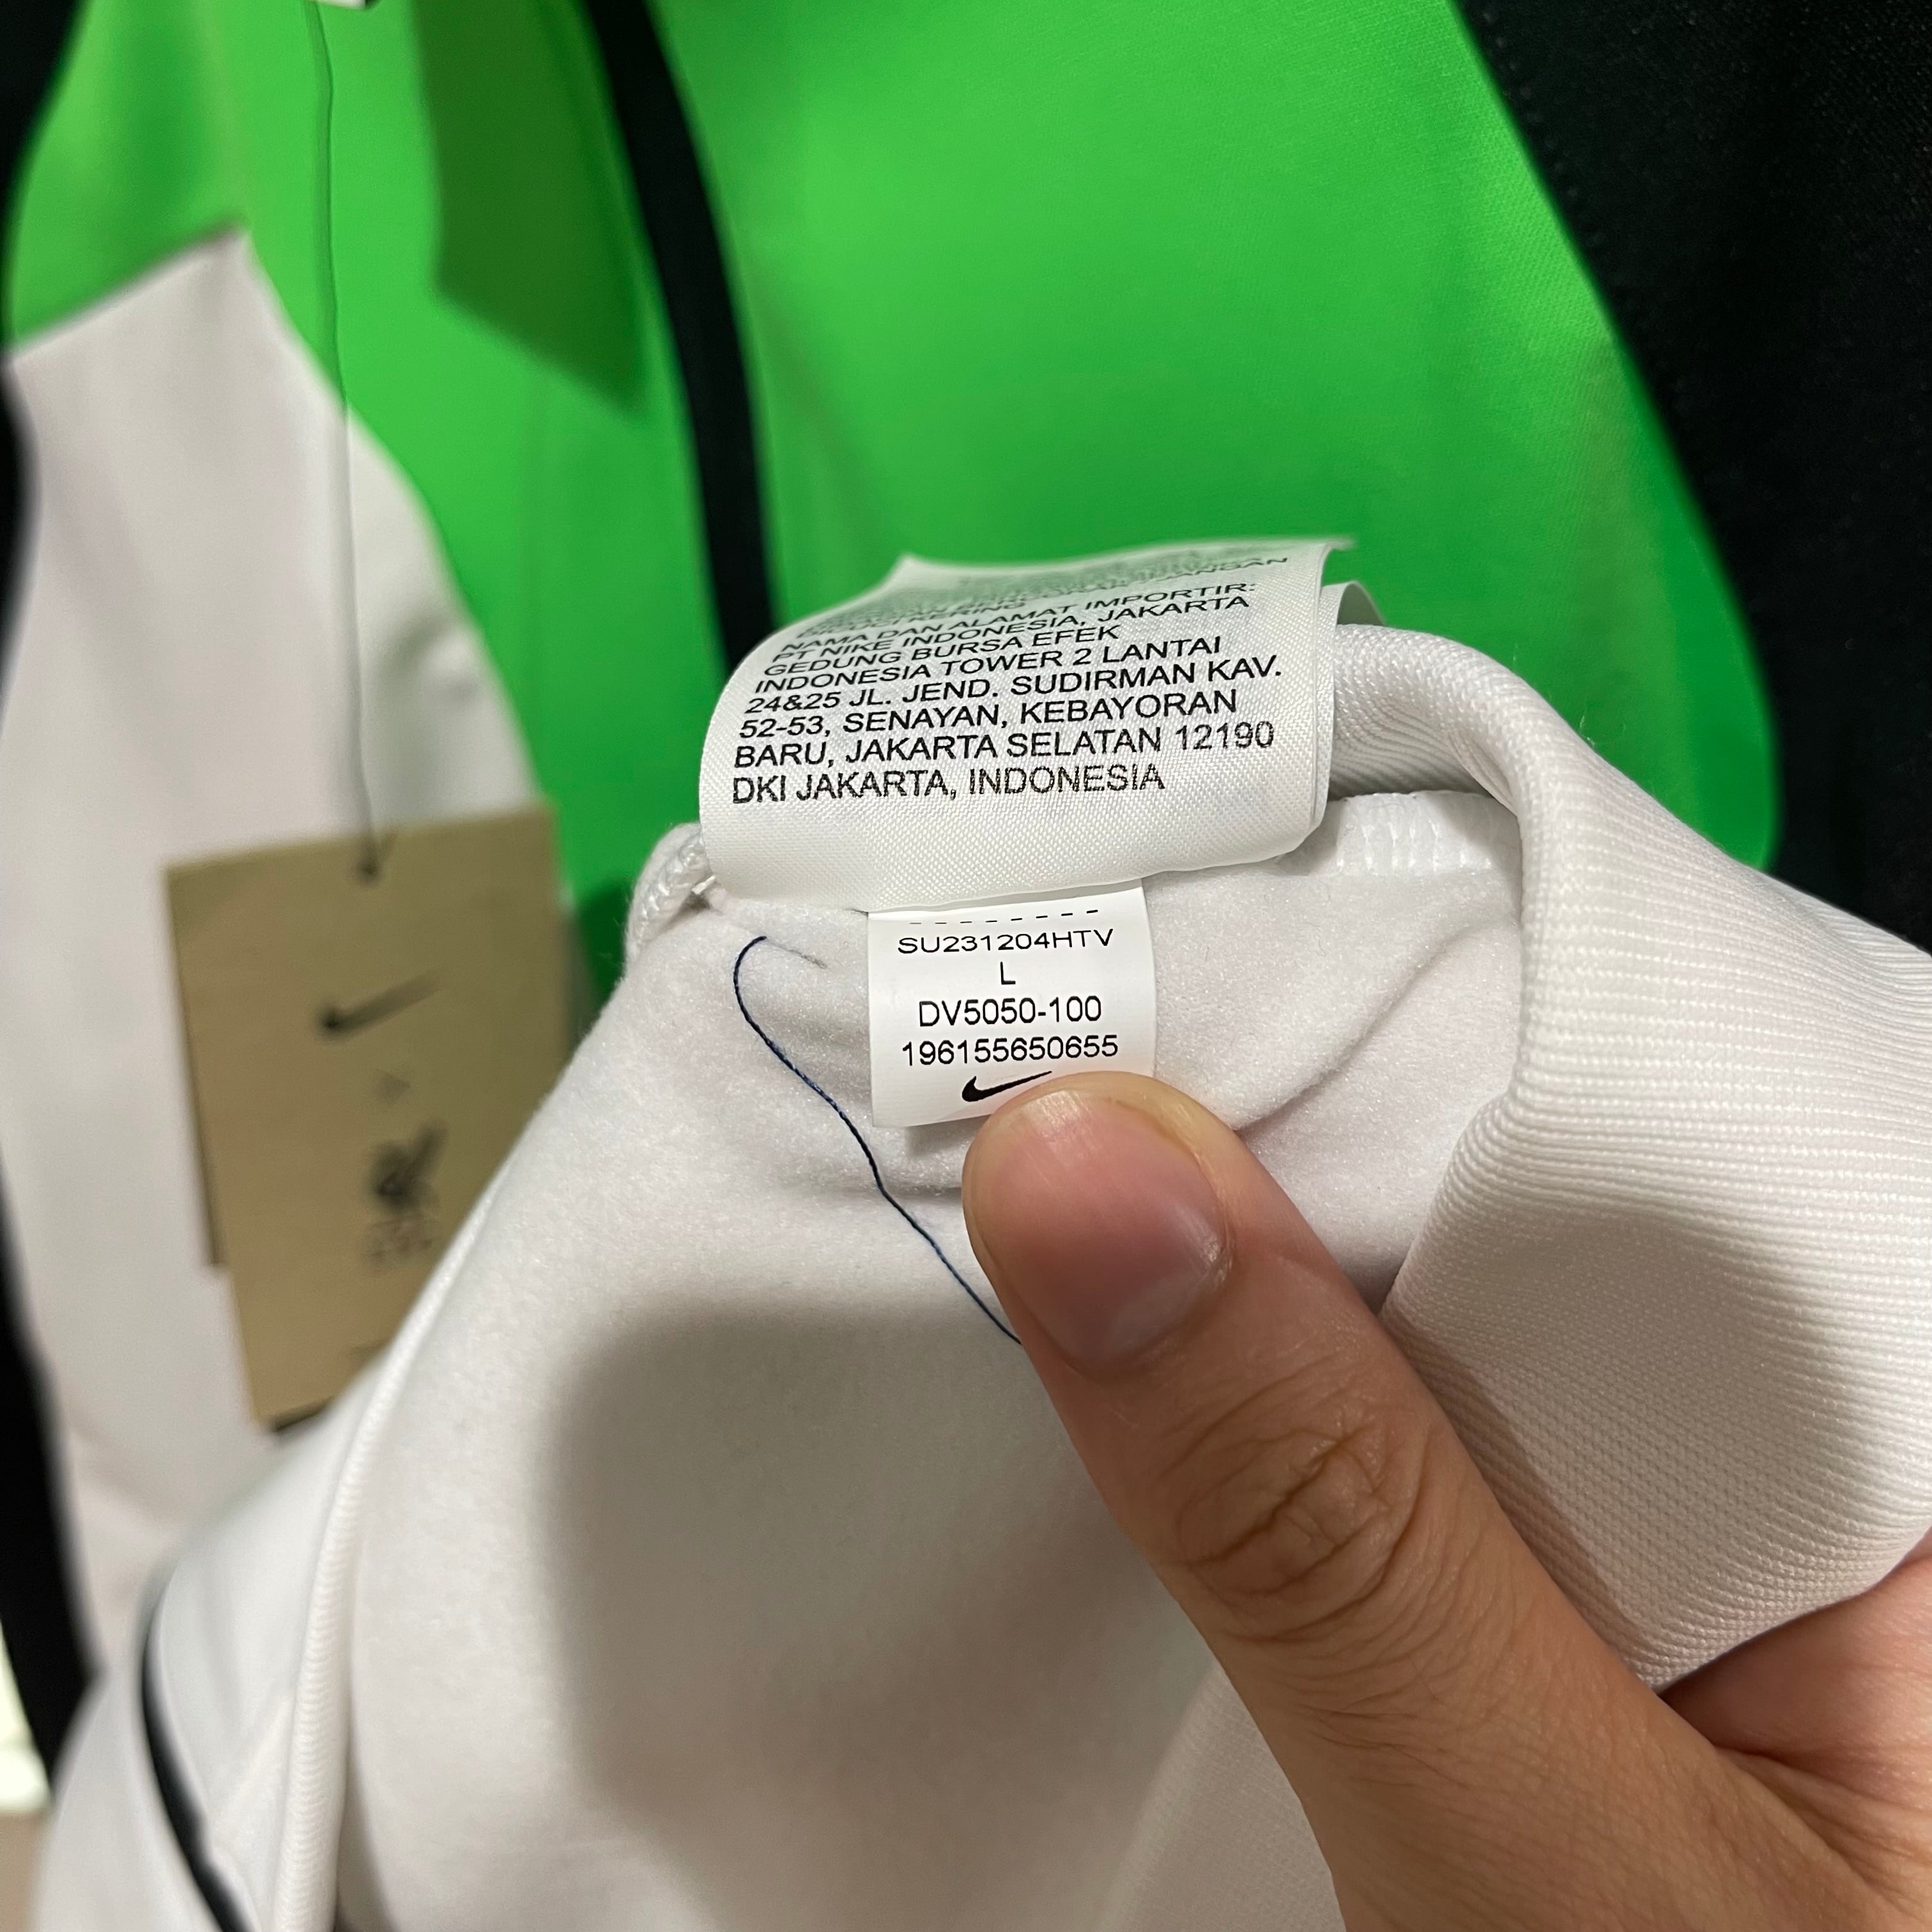 NAMA DAN ALAMAT IMPORTIR:
PT NIKE INDONESIA, JAKARTA
GEDUNG BURSA EFEK
INDONESIA TOWER 2 LANTAI
24&25 JL. JEND. SUDIRMAN KAV.
52-53, SENAYAN, KEBAYORAN
BARU, JAKARTA SELATAN 12190
DKI JAKARTA, INDONESIA
SU231204HTV
L
DV5050-100
196155650655